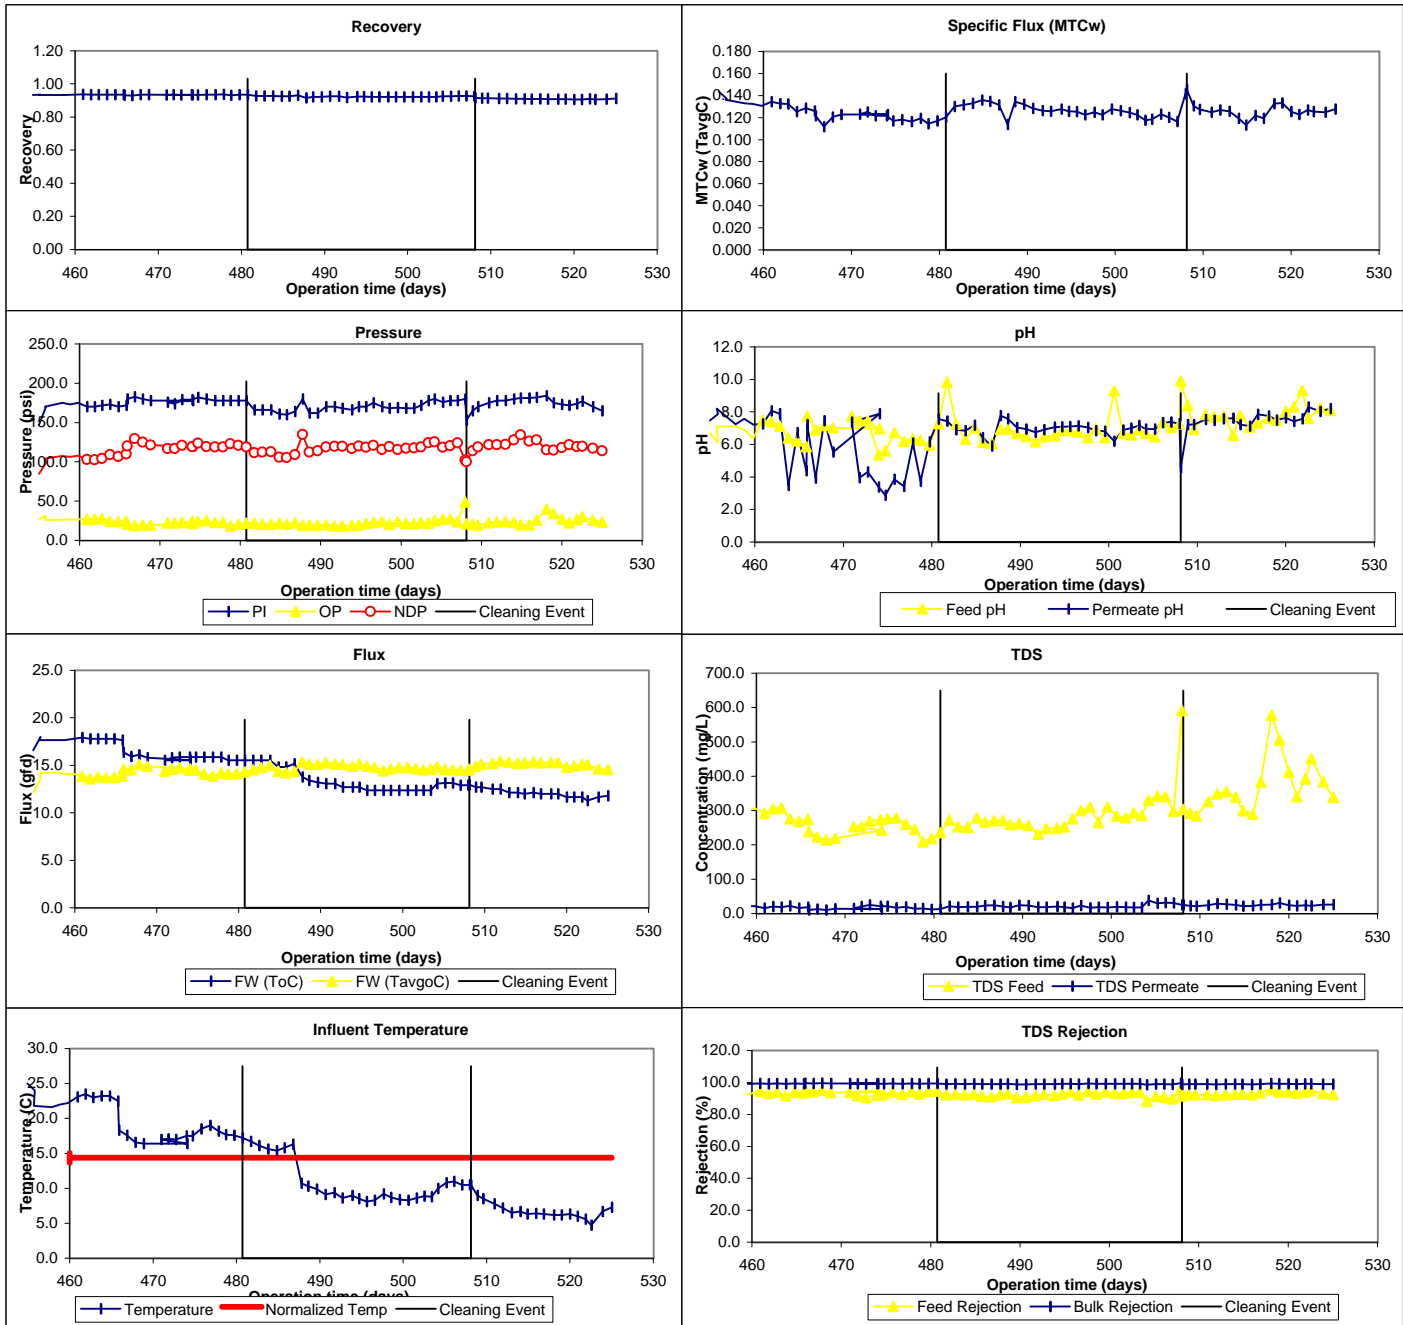 Recovery
1.20
1.00
0.80
0.60
0.40
0.20
0.00
Recovery
460 470 480 490 500 510 520 530
Operation time (days)
Specific Flux (MTCw)
0.180
0.160
0.140
0.120
0.100
0.080
0.060
0.040
0.020
0.000
MTCw (TavgC)
460 470 480 490 500 510 520 530
Operation time (days)
Pressure
250.0
200.0
150.0
100.0
50.0
0.0
Pressure (psi)
460 470 480 490 500 510 520 530
Operation time (days)
PI OP NDP Cleaning Event
pH
12.0
10.0
8.0
6.0
4.0
2.0
0.0
pH
460 470 480 490 500 510 520 530
Operation time (days)
Feed pH Permeate pH Cleaning Event
Flux
25.0
20.0
15.0
10.0
5.0
0.0
Flux (gfd)
460 470 480 490 500 510 520 530
Operation time (days)
FW (ToC) FW (TavgoC) Cleaning Event
TDS
700.0
600.0
500.0
400.0
300.0
200.0
100.0
0.0
Concentration (mg/L)
460 470 480 490 500 510 520 530
Operation time (days)
TDS Feed TDS Permeate Cleaning Event
Influent Temperature
30.0
25.0
20.0
15.0
10.0
5.0
0.0
Temperature (C)
460 470 480 490 500 510 520 530
Operation time (days)
Temperature Normalized Temp Cleaning Event
TDS Rejection
120.0
100.0
80.0
60.0
40.0
20.0
0.0
Rejection (%)
460 470 480 490 500 510 520 530
Operation time (days)
Feed Rejection Bulk Rejection Cleaning Event